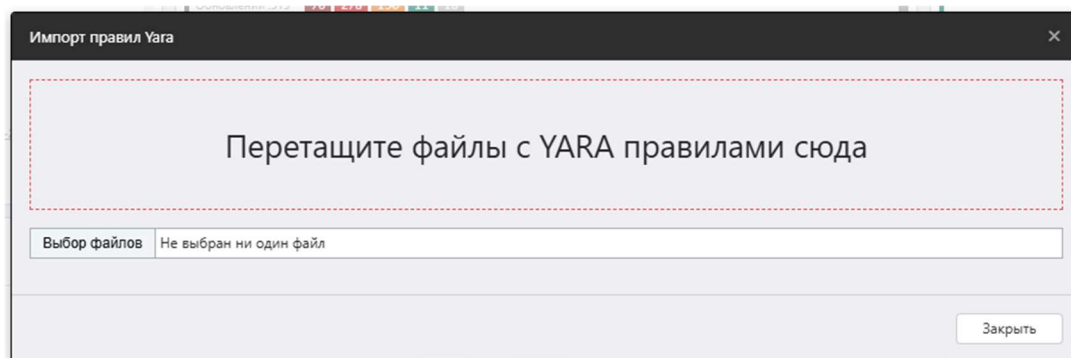 Импорт правил Yara
Перетащите файлы с YARA правилами сюда
Выбор файлов Не выбран ни один файл
Закрыть